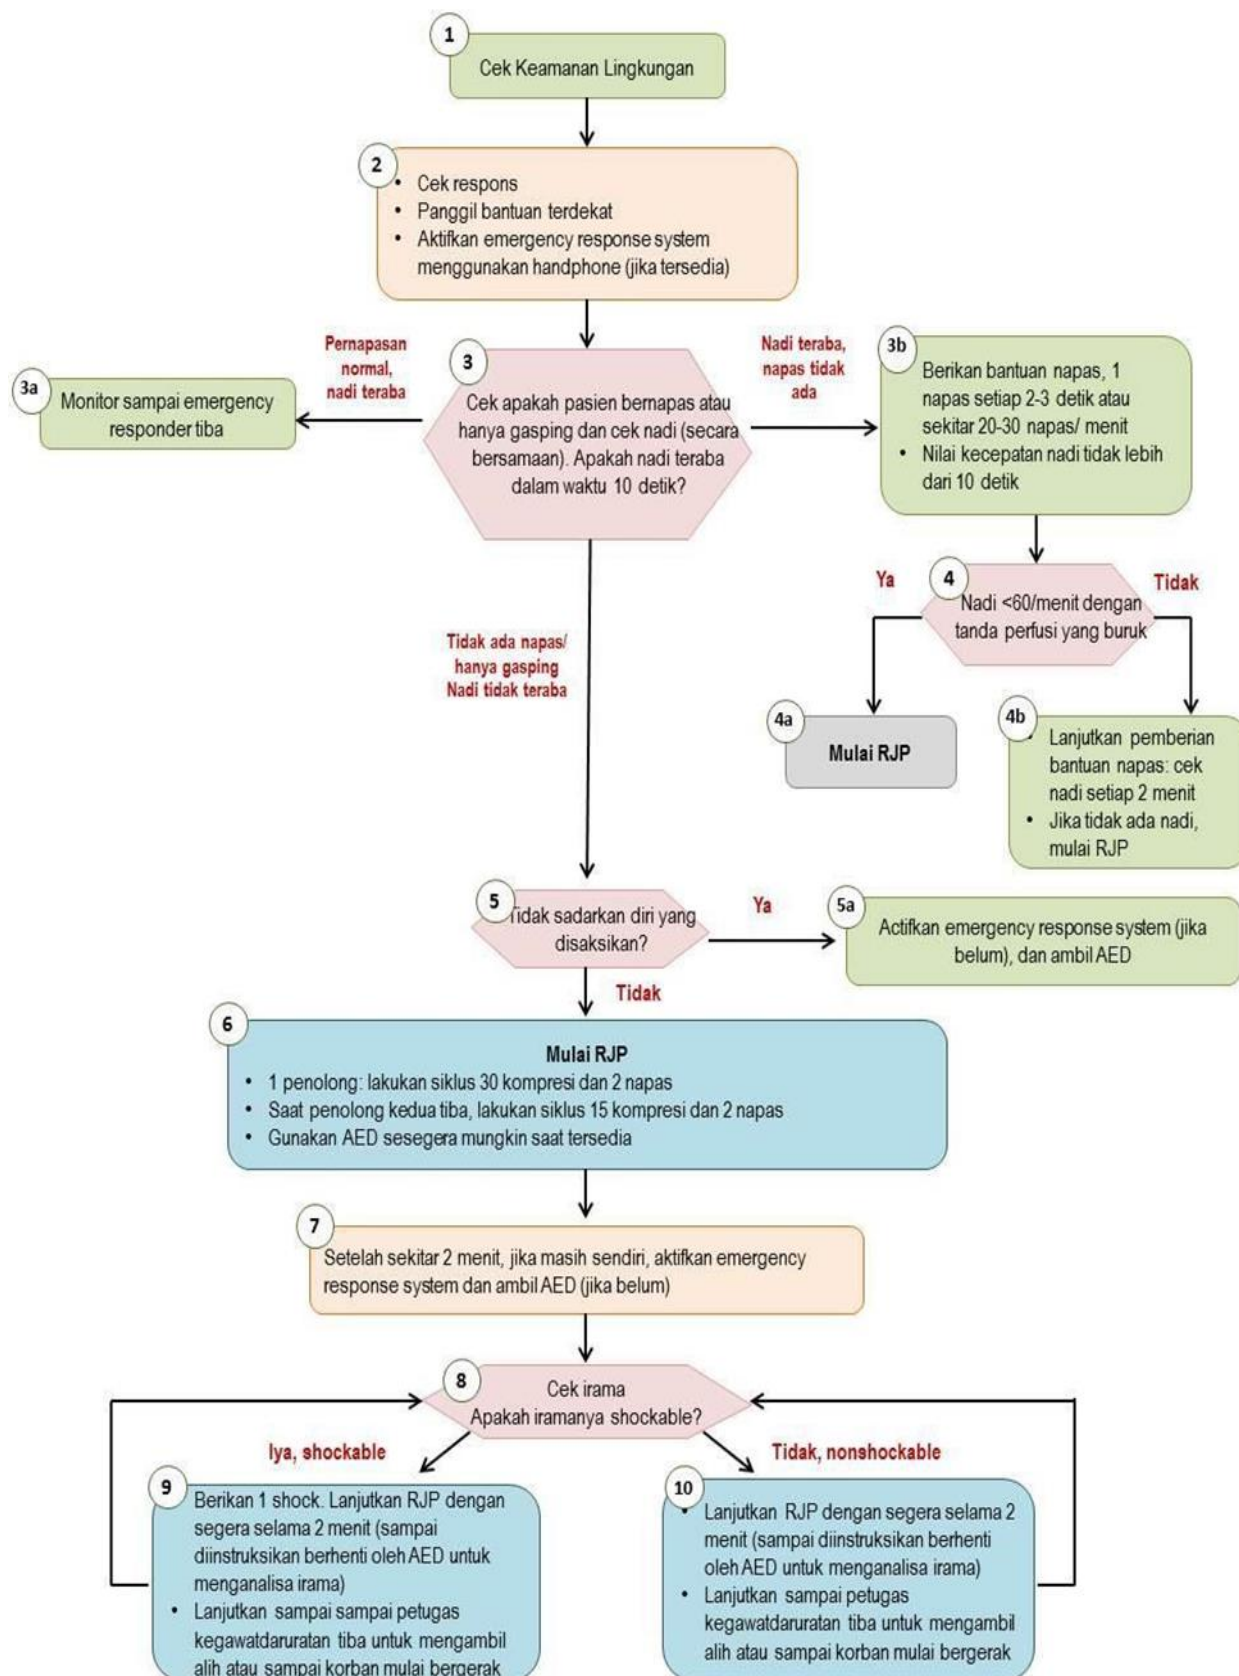 1
Cek Keamanan Lingkungan
2
• Cek respons
• Panggil bantuan terdekat
• Aktifkan emergency response system
menggunakan handphone (jika tersedia)
Pernapasan
normal,
nadi teraba
3a
Monitor sampai emergency
responder tiba
3
Cek apakah pasien bernapas atau
hanya gasping dan cek nadi (secara
bersamaan). Apakah nadi teraba
dalam waktu 10 detik?
Nadi teraba,
napas tidak
ada
3b
Berikan bantuan napas, 1
napas setiap 2-3 detik atau
sekitar 20-30 napas/ menit
• Nilai kecepatan nadi tidak lebih
dari 10 detik
Ya
4
Nadi <60/menit dengan
tanda perfusi yang buruk
Tidak
4a
Mulai RJP
4b
• Lanjutkan pemberian
bantuan napas: cek
nadi setiap 2 menit
• Jika tidak ada nadi,
mulai RJP
Tidak ada napas/
hanya gasping
Nadi tidak teraba
5
Tidak sadarkan diri yang
disaksikan?
Ya
5a
Actifkan emergency response system (jika
belum), dan ambil AED
Tidak
6
Mulai RJP
• 1 penolong: lakukan siklus 30 kompresi dan 2 napas
• Saat penolong kedua tiba, lakukan siklus 15 kompresi dan 2 napas
• Gunakan AED sesegera mungkin saat tersedia
7
Setelah sekitar 2 menit, jika masih sendiri, aktifkan emergency
response system dan ambil AED (jika belum)
8
Cek irama
Apakah iramanya shockable?
Iya, shockable
9
Berikan 1 shock. Lanjutkan RJP dengan
segera selama 2 menit (sampai
diinstruksikan berhenti oleh AED untuk
menganalisa irama)
• Lanjutkan sampai sampai petugas
kegawatdaruratan tiba untuk mengambil
alih atau sampai korban mulai bergerak
Tidak, nonshockable
10
• Lanjutkan RJP dengan segera selama 2
menit (sampai diinstruksikan berhenti
oleh AED untuk menganalisa irama)
• Lanjutkan sampai petugas
kegawatdaruratan tiba untuk mengambil
alih atau sampai korban mulai bergerak